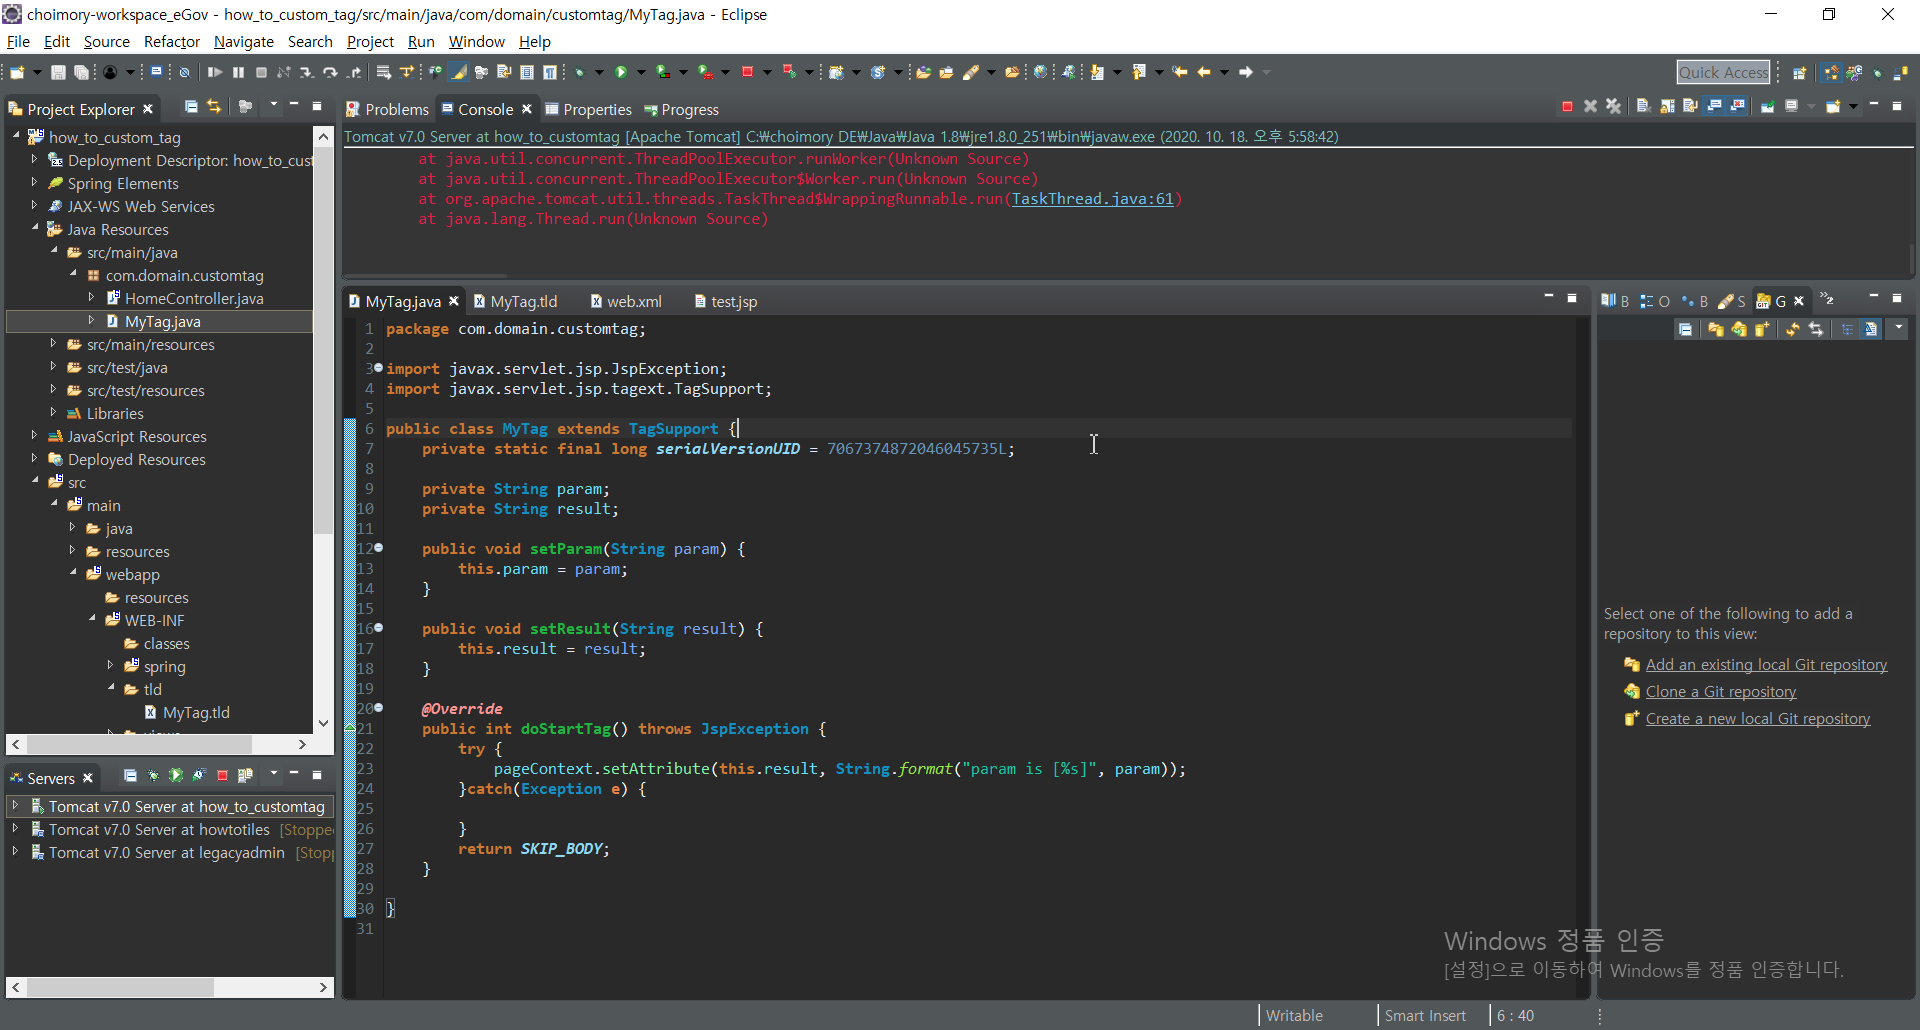 choimory-workspace_eGov - how_to_custom_tag/src/main/java/com/domain/customtag/MyTag.java - Eclipse
File Edit Source Refactor Navigate Search Project Run Window Help
Quick Access
Project Explorer
how_to_custom_tag
Deployment Descriptor: how_to_cust
Spring Elements
JAX-WS Web Services
Java Resources
src/main/java
com.domain.customtag
HomeController.java
MyTag.java
src/main/resources
src/test/java
src/test/resources
Libraries
JavaScript Resources
Deployed Resources
src
main
java
resources
webapp
resources
WEB-INF
classes
spring
tld
MyTag.tld
Servers
Tomcat v7.0 Server at how_to_customtag
Tomcat v7.0 Server at howtotiles [Stoppe
Tomcat v7.0 Server at legacyadmin [Stop
Problems Console Properties Progress
Tomcat v7.0 Server at how_to_customtag [Apache Tomcat] C:₩choimory DE₩Java₩Java 1.8₩jre1.8.0_251₩bin₩javaw.exe (2020. 10. 18. 오후 5:58:42)
at java.util.concurrent.ThreadPoolExecutor.runWorker(Unknown Source)
at java.util.concurrent.ThreadPoolExecutor$Worker.run(Unknown Source)
at org.apache.tomcat.util.threads.TaskThread$WrappingRunnable.run(TaskThread.java:61)
at java.lang.Thread.run(Unknown Source)
MyTag.java MyTag.tld web.xml test.jsp
1 package com.domain.customtag;
2
3 import javax.servlet.jsp.JspException;
4 import javax.servlet.jsp.tagext.TagSupport;
5
6 public class MyTag extends TagSupport {
7 private static final long serialVersionUID = 7067374872046045735L;
8
9 private String param;
10 private String result;
11
12 public void setParam(String param) {
13 this.param = param;
14 }
15
16 public void setResult(String result) {
17 this.result = result;
18 }
19
20 @Override
21 public int doStartTag() throws JspException {
22 try {
23 pageContext.setAttribute(this.result, String.format("param is [%s]", param));
24 }catch(Exception e) {
25
26 }
27 return SKIP_BODY;
28 }
29
30 }
31
B O B S G 2
Select one of the following to add a
repository to this view:
Add an existing local Git repository
Clone a Git repository
Create a new local Git repository
Windows 정품 인증
[설정]으로 이동하여 Windows를 정품 인증합니다.
Writable Smart Insert 6 : 40